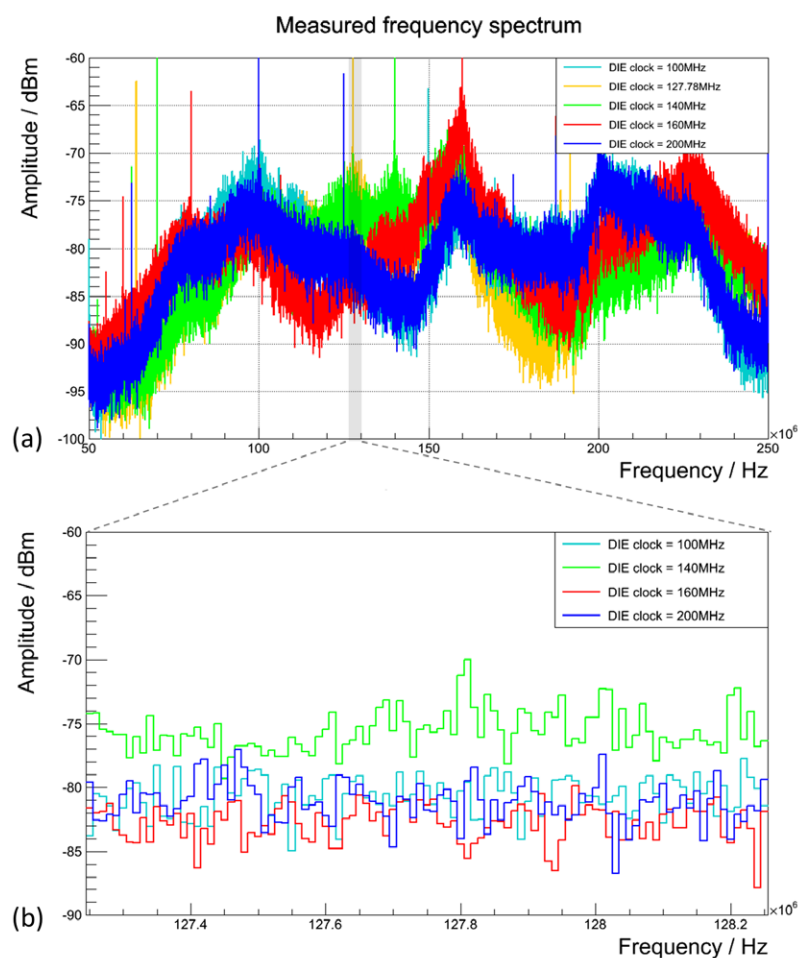 Measured frequency spectrum
Amplitude / dBm
-60
-65
-70
-75
-80
-85
-90
-95
-100
DIE clock = 100MHz
DIE clock = 127.78MHz
DIE clock = 140MHz
DIE clock = 160MHz
DIE clock = 200MHz
(a)
50
100
150
200
250
×10⁶
Frequency / Hz
Amplitude / dBm
-60
-65
-70
-75
-80
-85
-90
DIE clock = 100MHz
DIE clock = 140MHz
DIE clock = 160MHz
DIE clock = 200MHz
(b)
127.4
127.6
127.8
128
128.2
×10⁶
Frequency / Hz